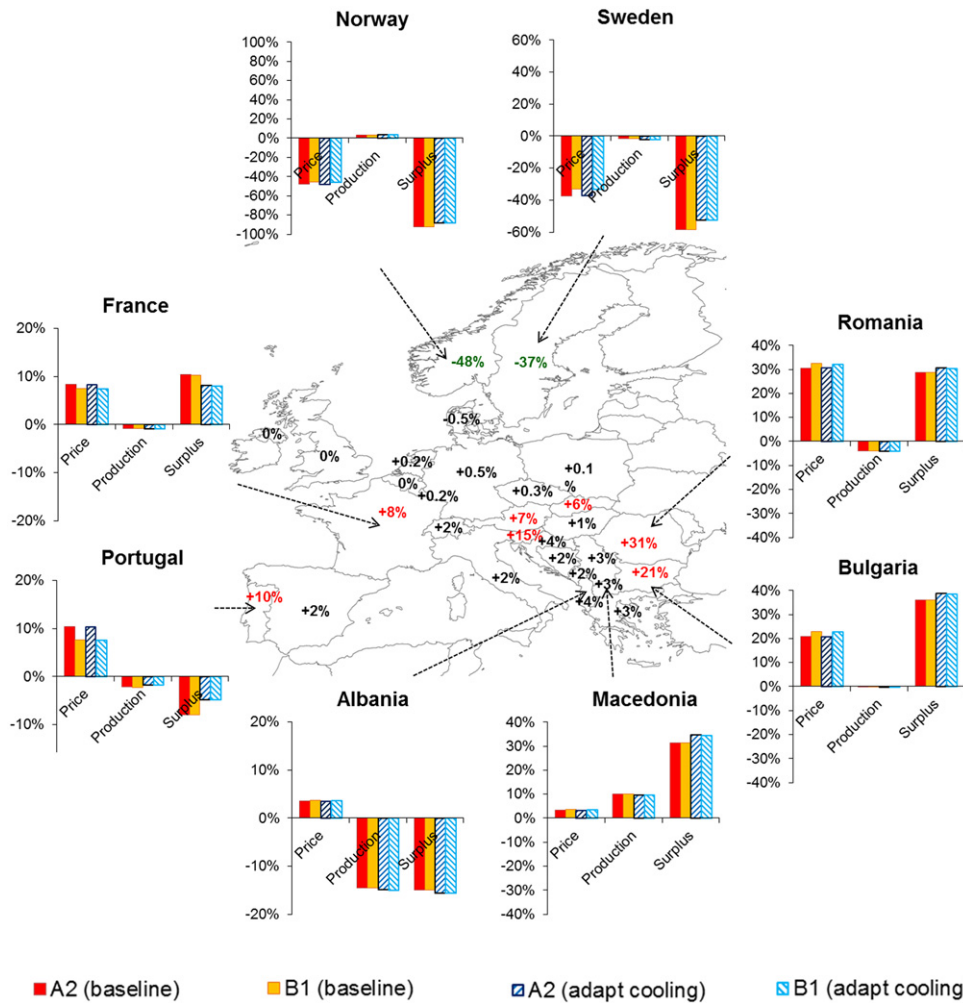 Norway
100%
80%
60%
40%
20%
0%
-20%
-40%
-60%
-80%
-100%
Price
Production
Surplus
Sweden
60%
40%
20%
0%
-20%
-40%
-60%
Price
Production
Surplus
France
20%
10%
0%
-10%
-20%
Price
Production
Surplus
Romania
40%
30%
20%
10%
0%
-10%
-20%
-30%
-40%
Price
Production
Surplus
-48%
-37%
-0.5%
0%
0%
+0.2%
0%
+0.2%
+0.5%
+0.1
%
+0.3%
+6%
+8%
+2%
+7%
+15%
+1%
+4%
+2%
+3%
+31%
+2%
+2%
+3%
+21%
+4%
+3%
+10%
+2%
Portugal
20%
10%
0%
-10%
Price
Production
Surplus
Bulgaria
40%
30%
20%
10%
0%
-10%
-20%
-30%
-40%
Price
Production
Surplus
Albania
20%
10%
0%
-10%
-20%
Price
Production
Surplus
Macedonia
40%
30%
20%
10%
0%
-10%
-20%
-30%
-40%
Price
Production
Surplus
A2 (baseline)
B1 (baseline)
A2 (adapt cooling)
B1 (adapt cooling)